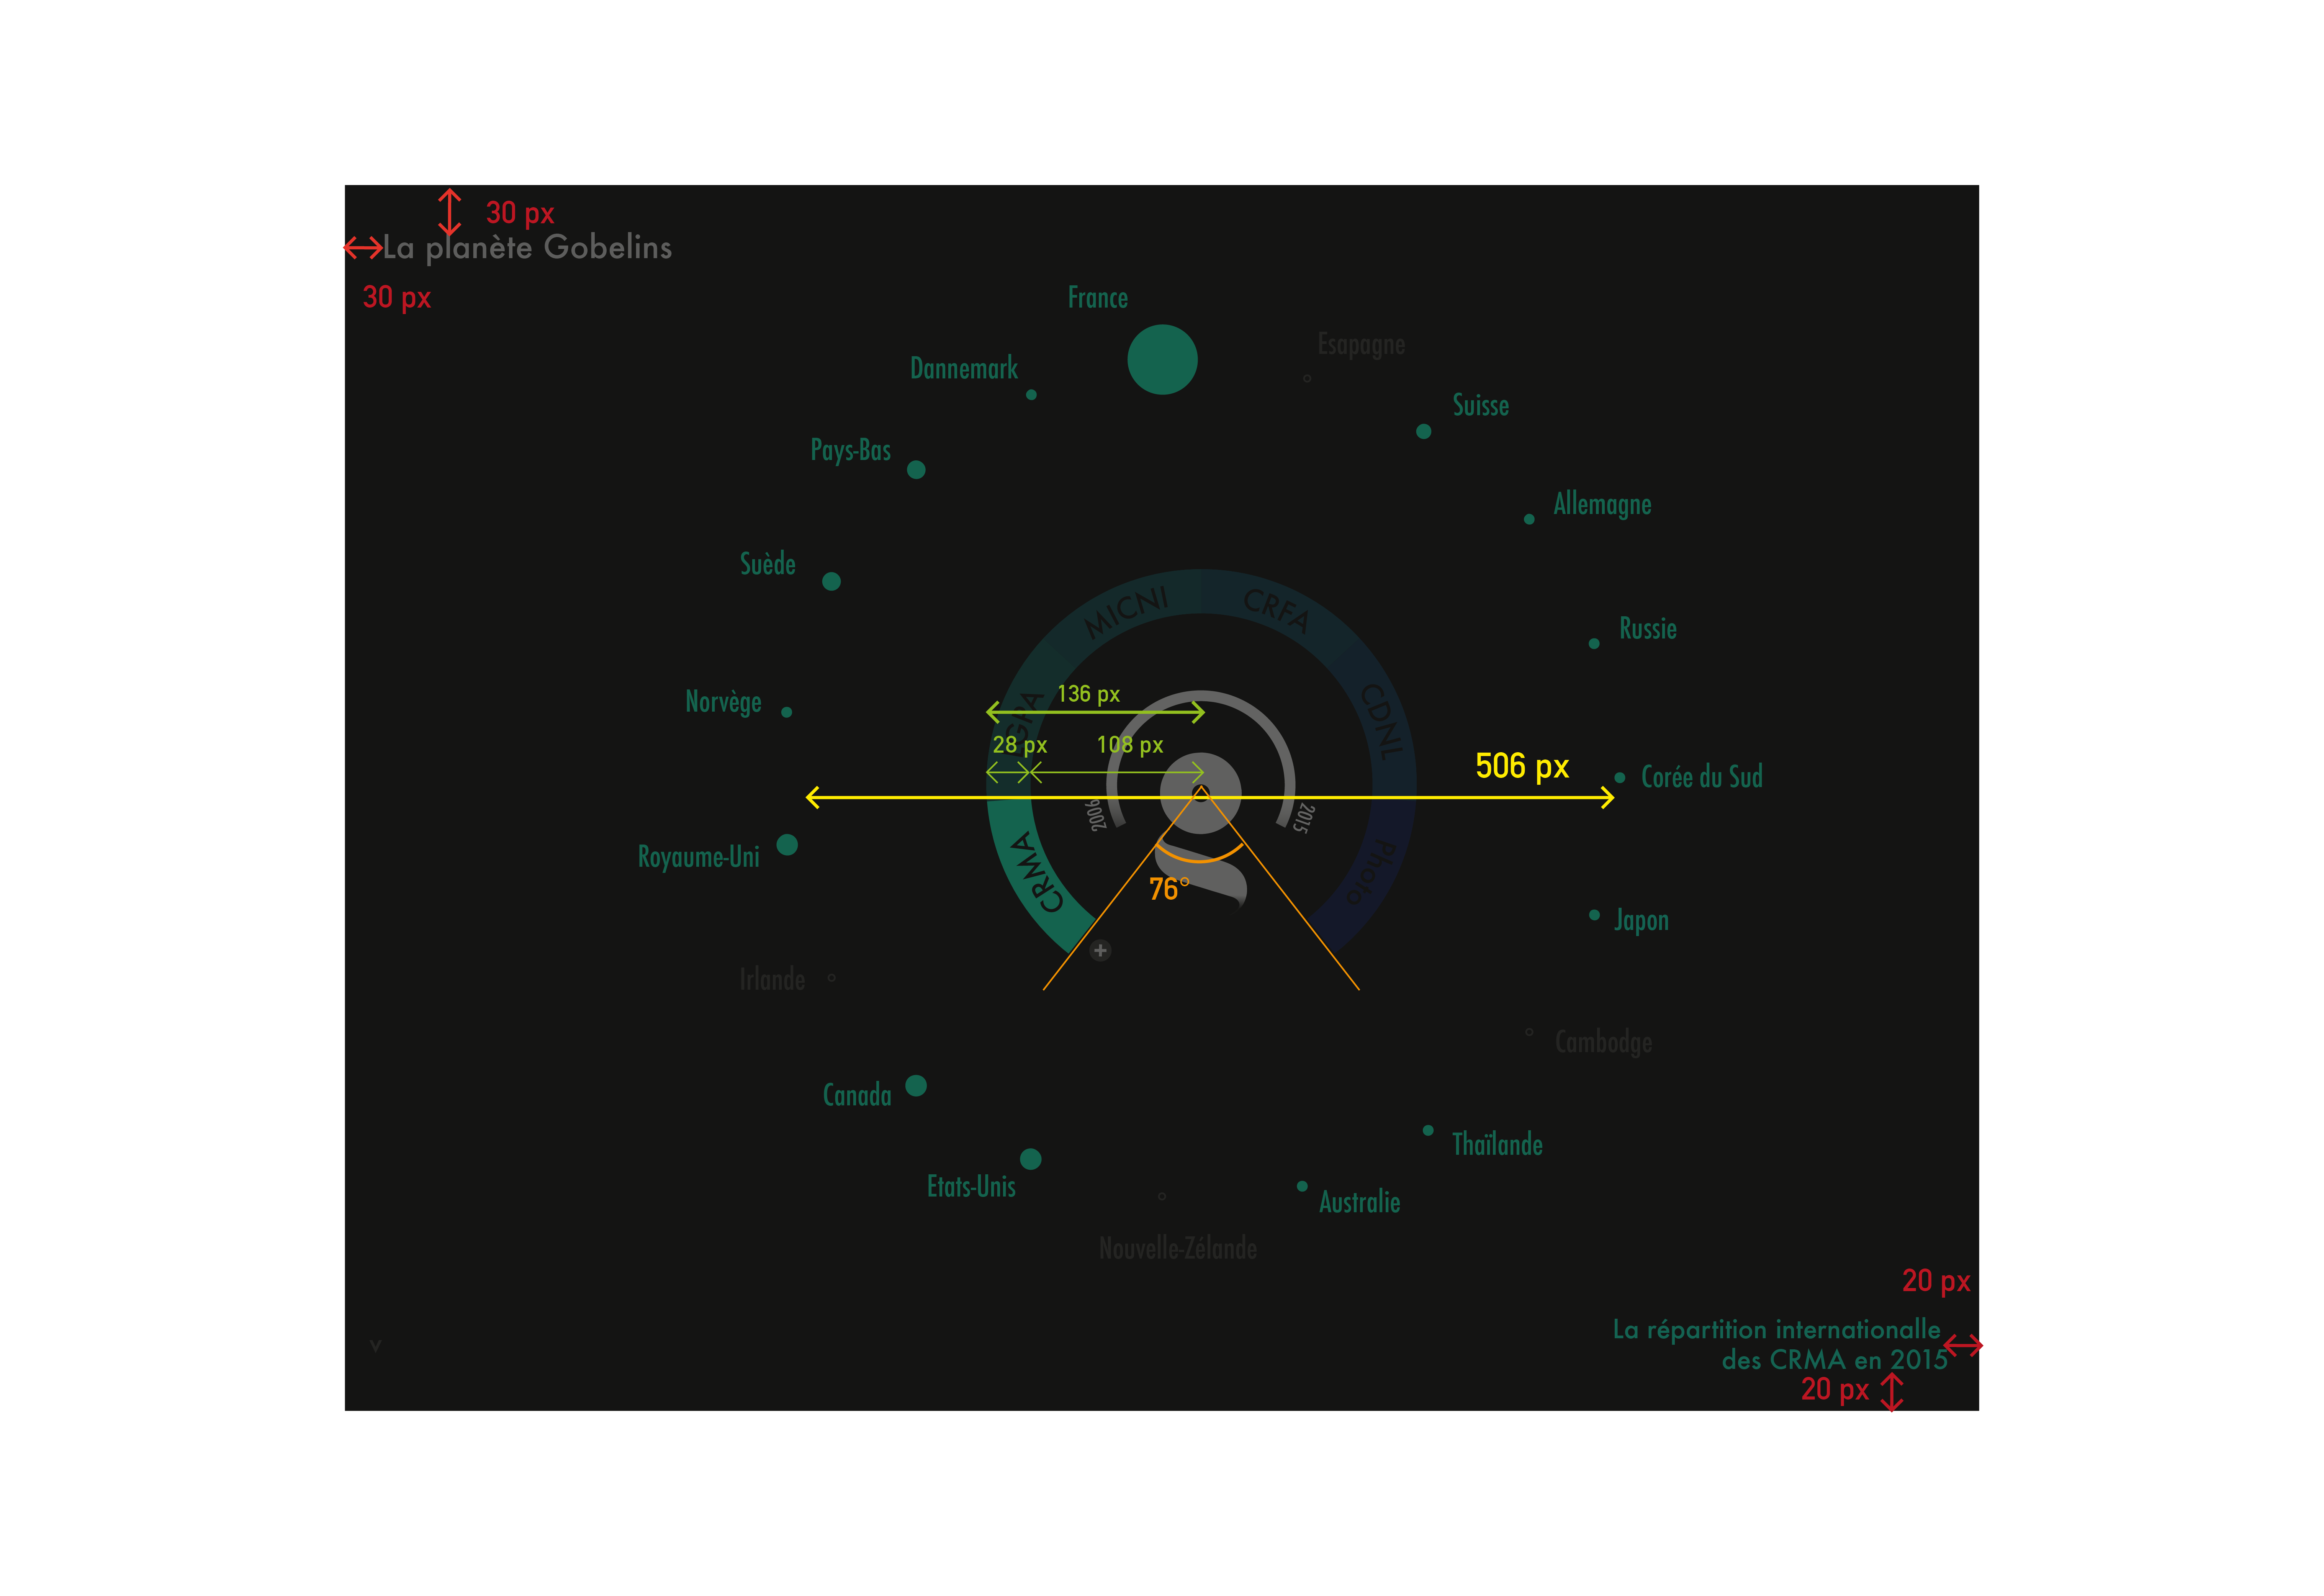 30 px
La planète Gobelins
30 px
France
Esapagne
Dannemark
Suisse
Pays-Bas
Allemagne
Suède
MICNI
CRFA
Russie
GPA
136 px
CDNL
Norvège
28 px
108 px
506 px
Corée du Sud
2006
2015
Royaume-Uni
CRMA
76°
Photo
Japon
+
Irlande
Cambodge
Canada
Thaïlande
Etats-Unis
Australie
Nouvelle-Zélande
20 px
La répartition internationalle
des CRMA en 2015
20 px
v